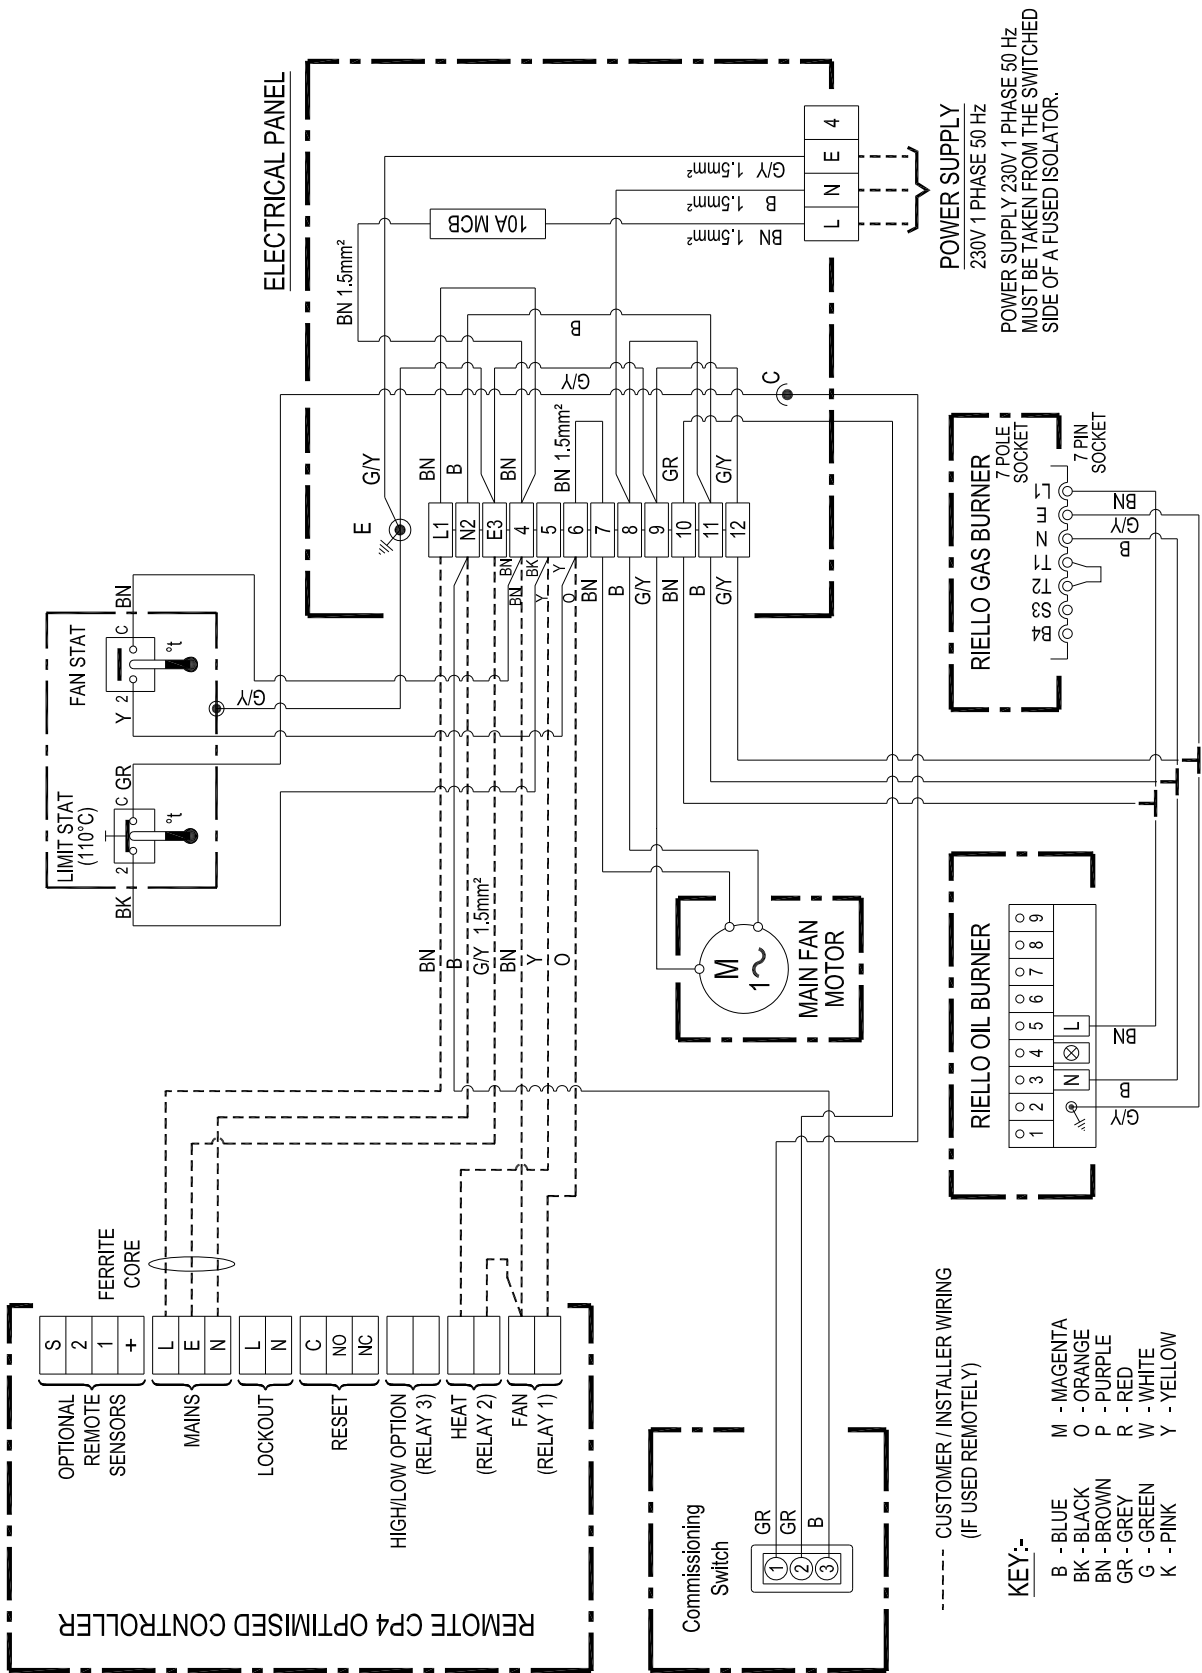 REMOTE CP4 OPTIMISED CONTROLLER
OPTIONAL
REMOTE
SENSORS
S
2
1
+
MAINS
L
E
N
LOCKOUT
L
N
RESET
C
NO
NC
HIGH/LOW OPTION
(RELAY 3)
HEAT
(RELAY 2)
FAN
(RELAY 1)
FERRITE
CORE
LIMIT STAT
(110°C)
BK
2
C
GR
°t
FAN STAT
Y
2
C
BN
°t
G/Y
BN
B
G/Y 1.5mm²
BN
Y
O
ELECTRICAL PANEL
E
G/Y
BN 1.5mm²
10A MCB
BN
B
BN
G/Y
B
BN 1.5mm²
GR
G/Y
C
L1
N2
E3
4
5
6
7
8
9
10
11
12
BN
BN
BK
Y
Y
O
BN
B
G/Y
BN
B
G/Y
BN 1.5mm²
B 1.5mm²
G/Y 1.5mm²
L
N
E
4
POWER SUPPLY
230V 1 PHASE 50 Hz
POWER SUPPLY 230V 1 PHASE 50 Hz
MUST BE TAKEN FROM THE SWITCHED
SIDE OF A FUSED ISOLATOR.
M
1~
MAIN FAN
MOTOR
Commissioning
Switch
GR
GR
B
1
2
3
RIELLO OIL BURNER
1
2
3
4
5
6
7
8
9
N
L
G/Y
B
BN
RIELLO GAS BURNER
7 POLE
SOCKET
7 PIN
SOCKET
B4
S3
T2
T1
N
E
L1
B
G/Y
BN
CUSTOMER / INSTALLER WIRING
(IF USED REMOTELY)
KEY:-
B - BLUE
BK - BLACK
BN - BROWN
GR - GREY
G - GREEN
K - PINK
M - MAGENTA
O - ORANGE
P - PURPLE
R - RED
W - WHITE
Y - YELLOW